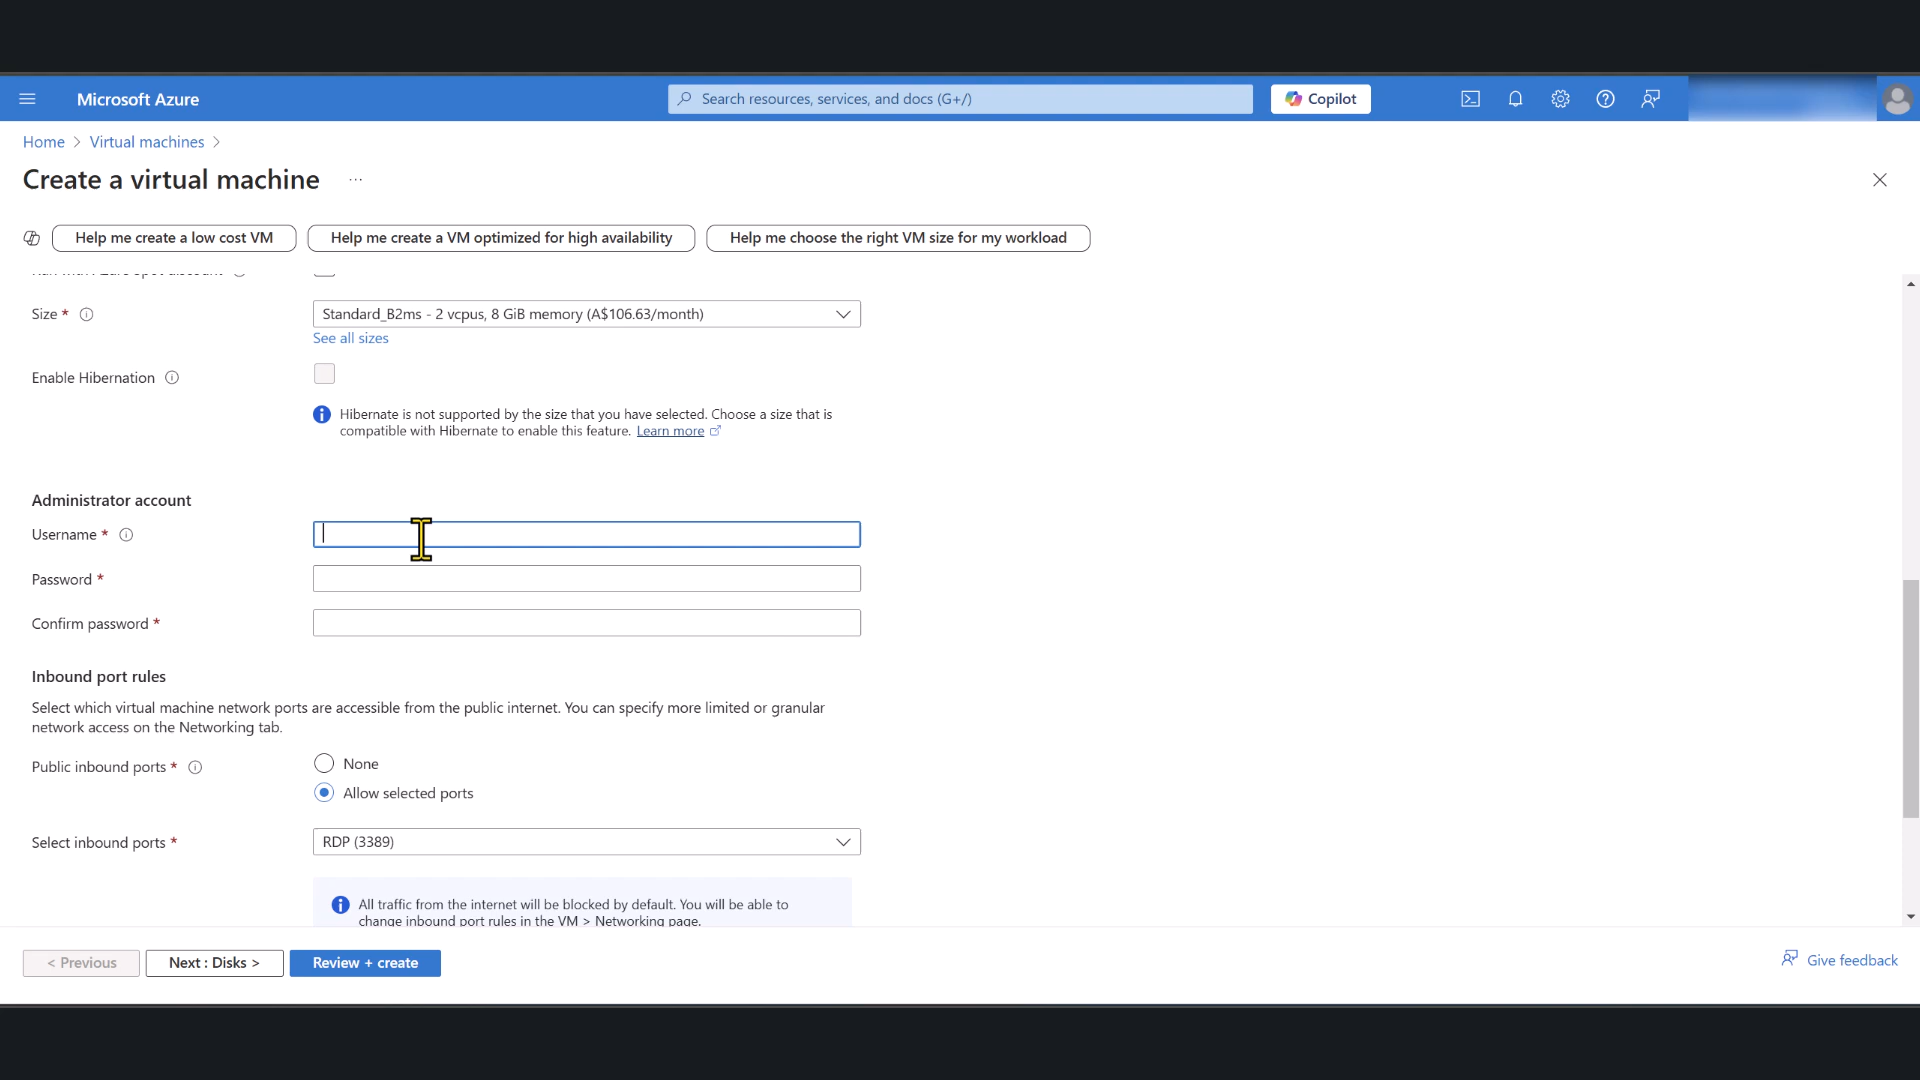 Microsoft Azure
Search resources, services, and docs (G+/)
Copilot
Home > Virtual machines >
Create a virtual machine ...
Help me create a low cost VM
Help me create a VM optimized for high availability
Help me choose the right VM size for my workload
Size *
Standard_B2ms - 2 vcpus, 8 GiB memory (A$106.63/month)
See all sizes
Enable Hibernation
Hibernate is not supported by the size that you have selected. Choose a size that is
compatible with Hibernate to enable this feature. Learn more
Administrator account
Username *
Password *
Confirm password *
Inbound port rules
Select which virtual machine network ports are accessible from the public internet. You can specify more limited or granular
network access on the Networking tab.
Public inbound ports *
None
Allow selected ports
Select inbound ports *
RDP (3389)
All traffic from the internet will be blocked by default. You will be able to
change inbound port rules in the VM > Networking page.
< Previous
Next : Disks >
Review + create
Give feedback